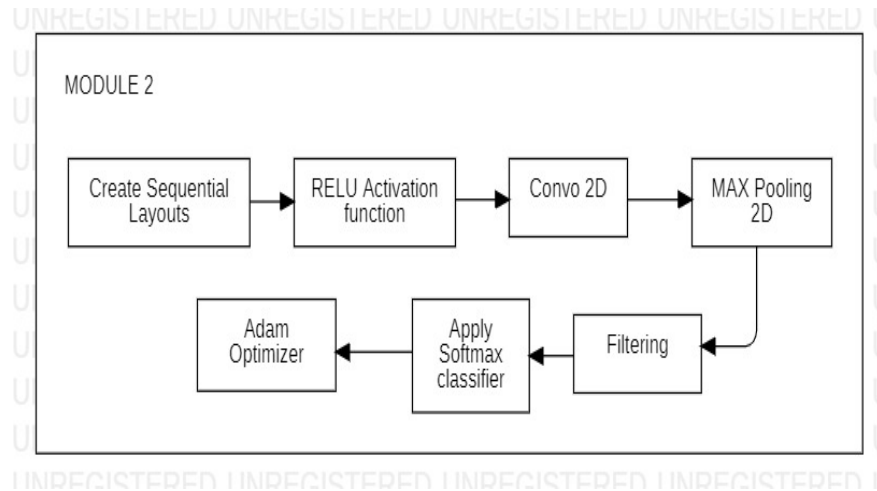 UNREGISTERED UNREGISTERED UNREGISTERED UNREGISTERED
MODULE 2
Create Sequential
Layouts
RELU Activation
function
Convo 2D
MAX Pooling
2D
Filtering
Apply
Softmax
classifier
Adam
Optimizer
UNREGISTERED UNREGISTERED UNREGISTERED UNREGISTERED